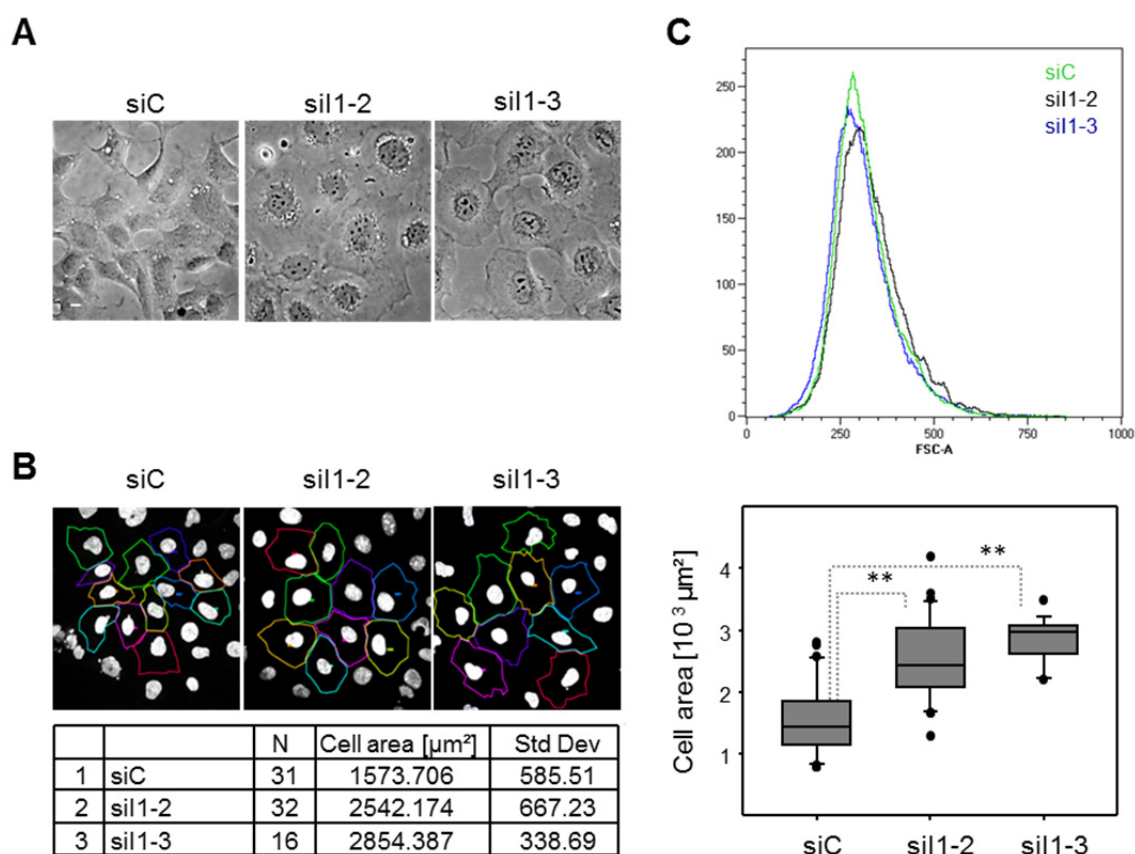 A
siC
siI1-2
siI1-3
C
siC
siI1-2
siI1-3
250
200
150
100
50
0
0
250
500
750
1000
FSC-A
B
siC
siI1-2
siI1-3
N
Cell area [µm²]
Std Dev
1
siC
31
1573.706
585.51
2
siI1-2
32
2542.174
667.23
3
siI1-3
16
2854.387
338.69
Cell area [10³ µm²]
4
3
2
1
**
**
siC
siI1-2
siI1-3